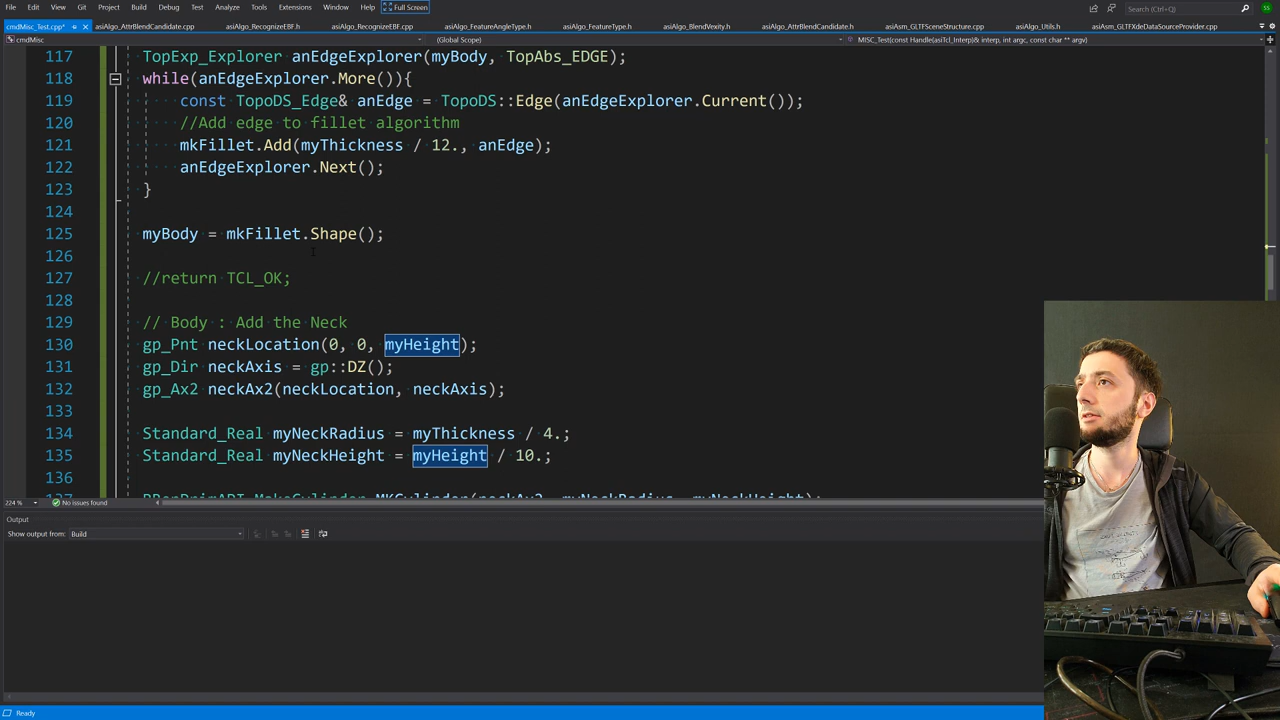 File Edit View Git Project Build Debug Test Analyze Tools Extensions Window Help Full Screen Search (Ctrl+Q)
cmdMisc_Test.cpp* asiAlgo_AttrBlendCandidate.cpp asiAlgo_RecognizeEBF.h asiAlgo_RecognizeEBF.cpp asiAlgo_FeatureAngleType.h asiAlgo_FeatureType.h asiAlgo_BlendVexity.h asiAlgo_AttrBlendCandidate.h asiAsm_GLTFSceneStructure.cpp asiAlgo_Utils.h asiAsm_GLTFXdeDataSourceProvider.cpp
cmdMisc (Global Scope) MISC_Test(const Handle(asiTcl_Interp)& interp, int argc, const char ** argv)
117 TopExp_Explorer anEdgeExplorer(myBody, TopAbs_EDGE);
118 while(anEdgeExplorer.More()){
119 const TopoDS_Edge& anEdge = TopoDS::Edge(anEdgeExplorer.Current());
120 //Add edge to fillet algorithm
121 mkFillet.Add(myThickness / 12., anEdge);
122 anEdgeExplorer.Next();
123 }
124
125 myBody = mkFillet.Shape();
126
127 //return TCL_OK;
128
129 // Body : Add the Neck
130 gp_Pnt neckLocation(0, 0, myHeight);
131 gp_Dir neckAxis = gp::DZ();
132 gp_Ax2 neckAx2(neckLocation, neckAxis);
133
134 Standard_Real myNeckRadius = myThickness / 4.;
135 Standard_Real myNeckHeight = myHeight / 10.;
136
137 BRepPrimAPI_MakeCylinder MKCylinder(neckAx2, myNeckRadius, myNeckHeight);
224 % No issues found
Output
Show output from: Build
Ready